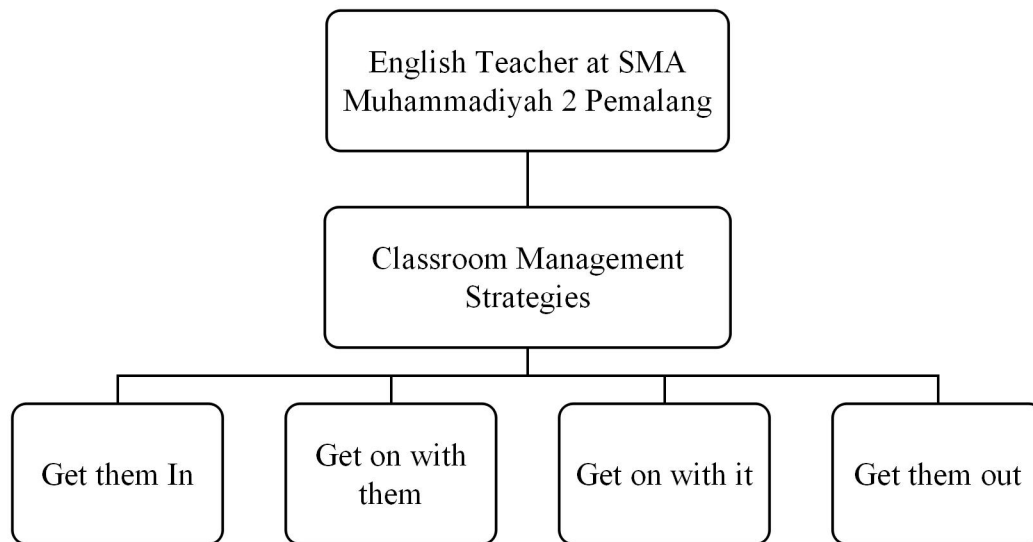 English Teacher at SMA
Muhammadiyah 2 Pemalang
Classroom Management
Strategies
Get them In
Get on with
them
Get on with it
Get them out